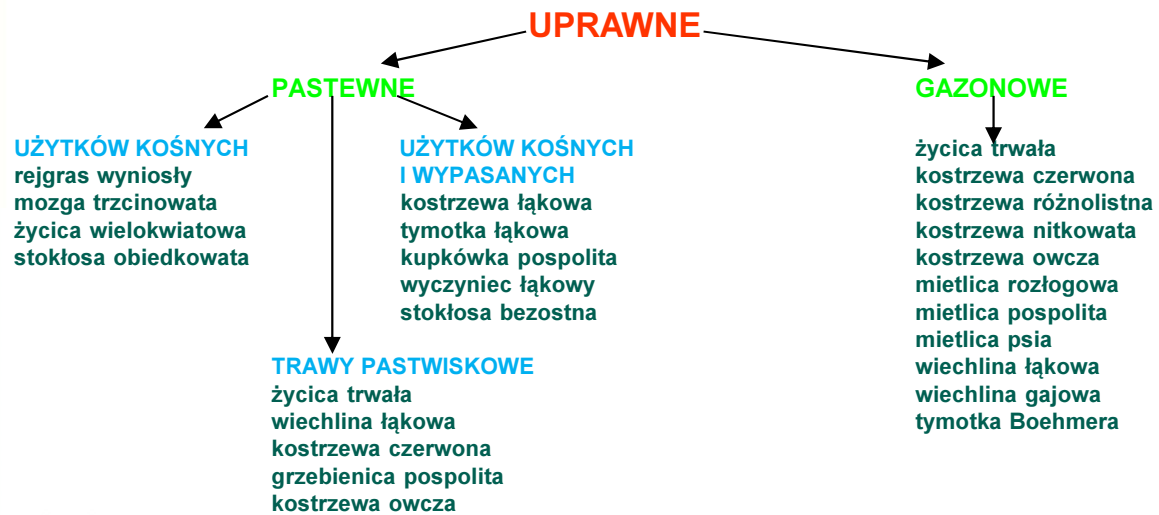 UPRAWNE
PASTEWNE
GAZONOWE
UŻYTKÓW KOŚNYCH
rejgras wyniosły
mozga trzcinowata
życica wielokwiatowa
stokłosa obiedkowata
UŻYTKÓW KOŚNYCH
I WYPASANYCH
kostrzewa łąkowa
tymotka łąkowa
kupkówka pospolita
wyczyniec łąkowy
stokłosa bezostna
TRAWY PASTWISKOWE
życica trwała
wiechlina łąkowa
kostrzewa czerwona
grzebienica pospolita
kostrzewa owcza
życica trwała
kostrzewa czerwona
kostrzewa różnolistna
kostrzewa nitkowata
kostrzewa owcza
mietlica rozłogowa
mietlica pospolita
mietlica psia
wiechlina łąkowa
wiechlina gajowa
tymotka Boehmera